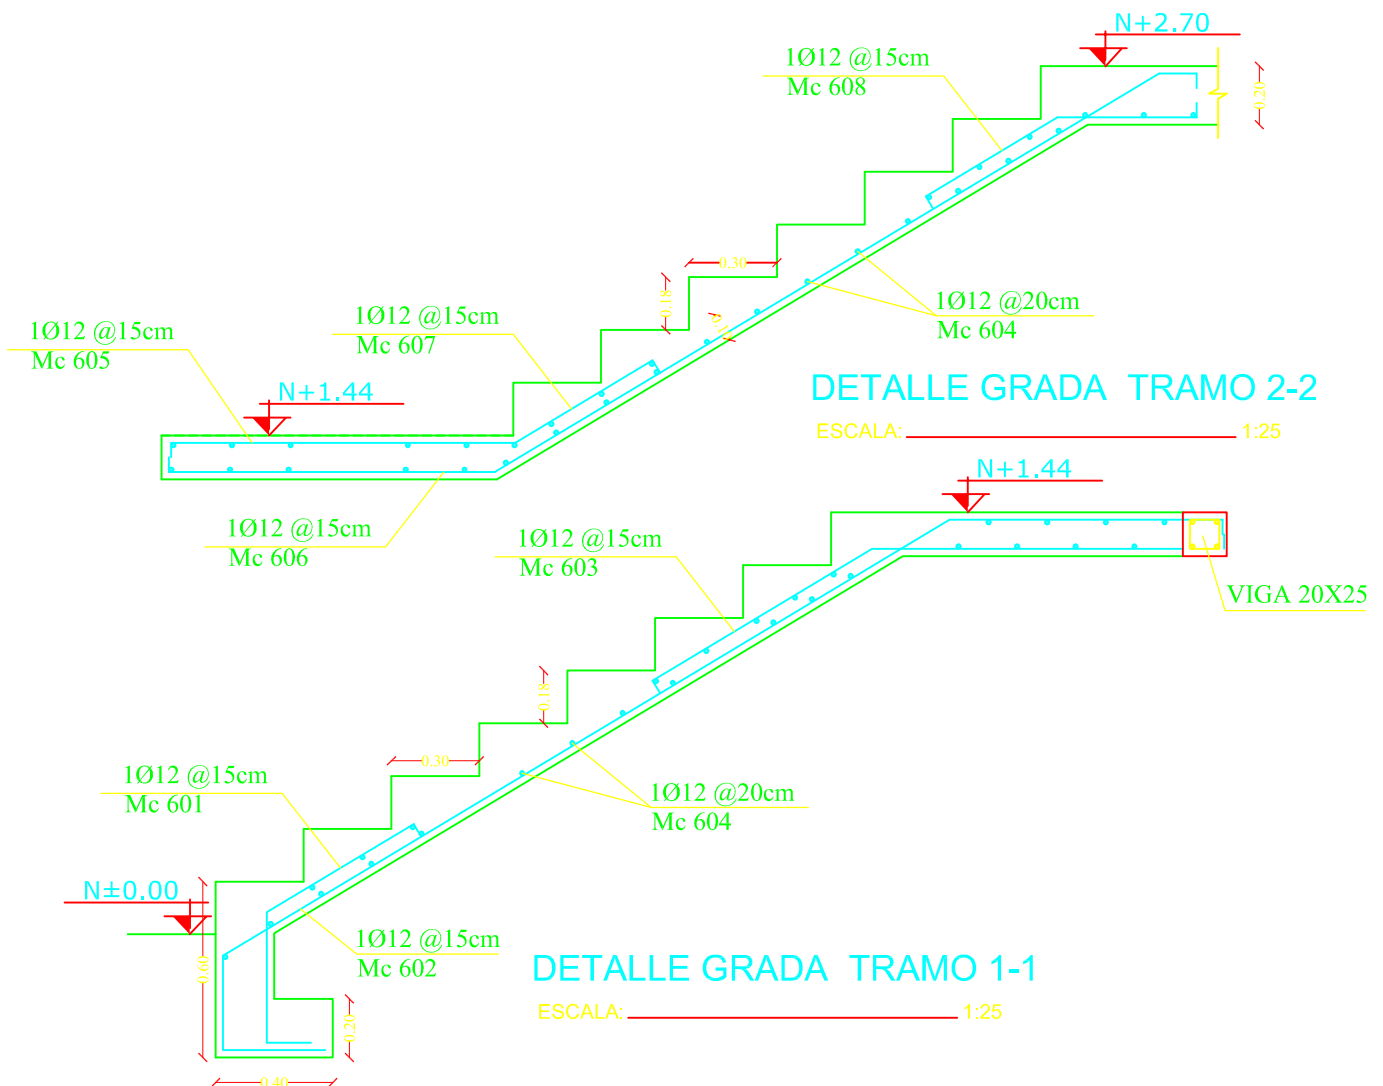 N+2.70
1Ø12 @15cm
Mc 608
0.20
0.30
0.18
1Ø12 @20cm
Mc 604
1Ø12 @15cm
Mc 607
1Ø12 @15cm
Mc 605
N+1.44
DETALLE GRADA TRAMO 2-2
ESCALA: 1:25
1Ø12 @15cm
Mc 606
N+1.44
1Ø12 @15cm
Mc 603
VIGA 20X25
0.18
0.30
1Ø12 @15cm
Mc 601
1Ø12 @20cm
Mc 604
N±0.00
1Ø12 @15cm
Mc 602
0.60
DETALLE GRADA TRAMO 1-1
ESCALA: 1:25
0.20
0.40